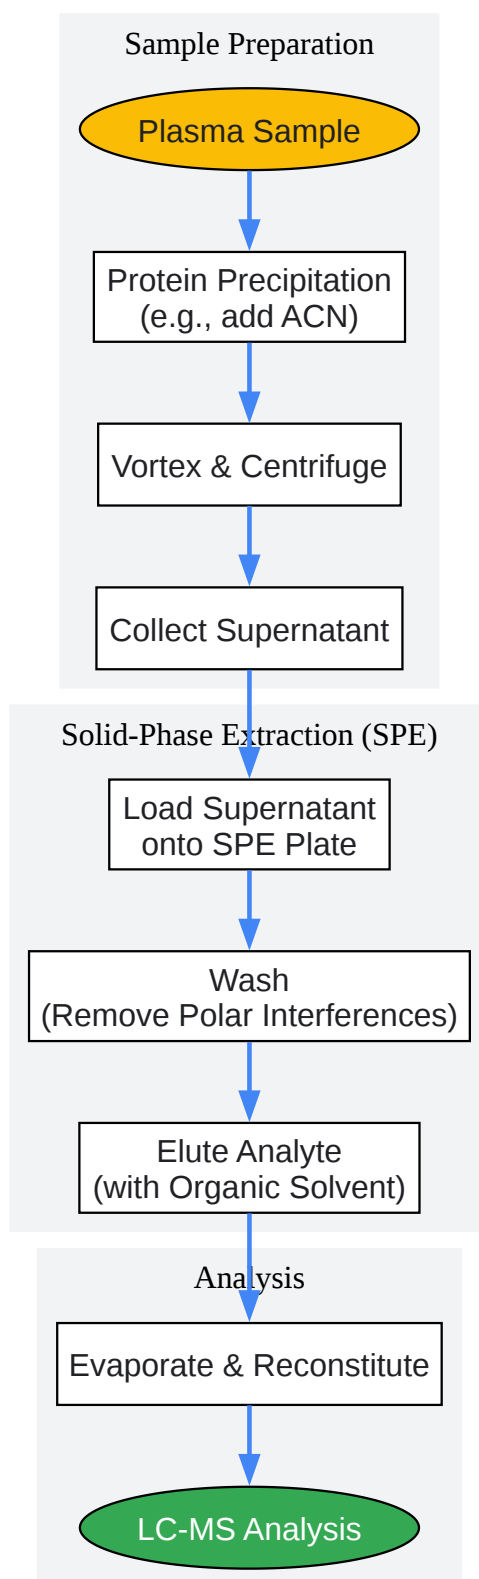 Sample Preparation
Plasma Sample
Protein Precipitation
(e.g., add ACN)
Vortex & Centrifuge
Collect Supernatant
Solid-Phase Extraction (SPE)
Load Supernatant
onto SPE Plate
Wash
(Remove Polar Interferences)
Elute Analyte
(with Organic Solvent)
Analysis
Evaporate & Reconstitute
LC-MS Analysis